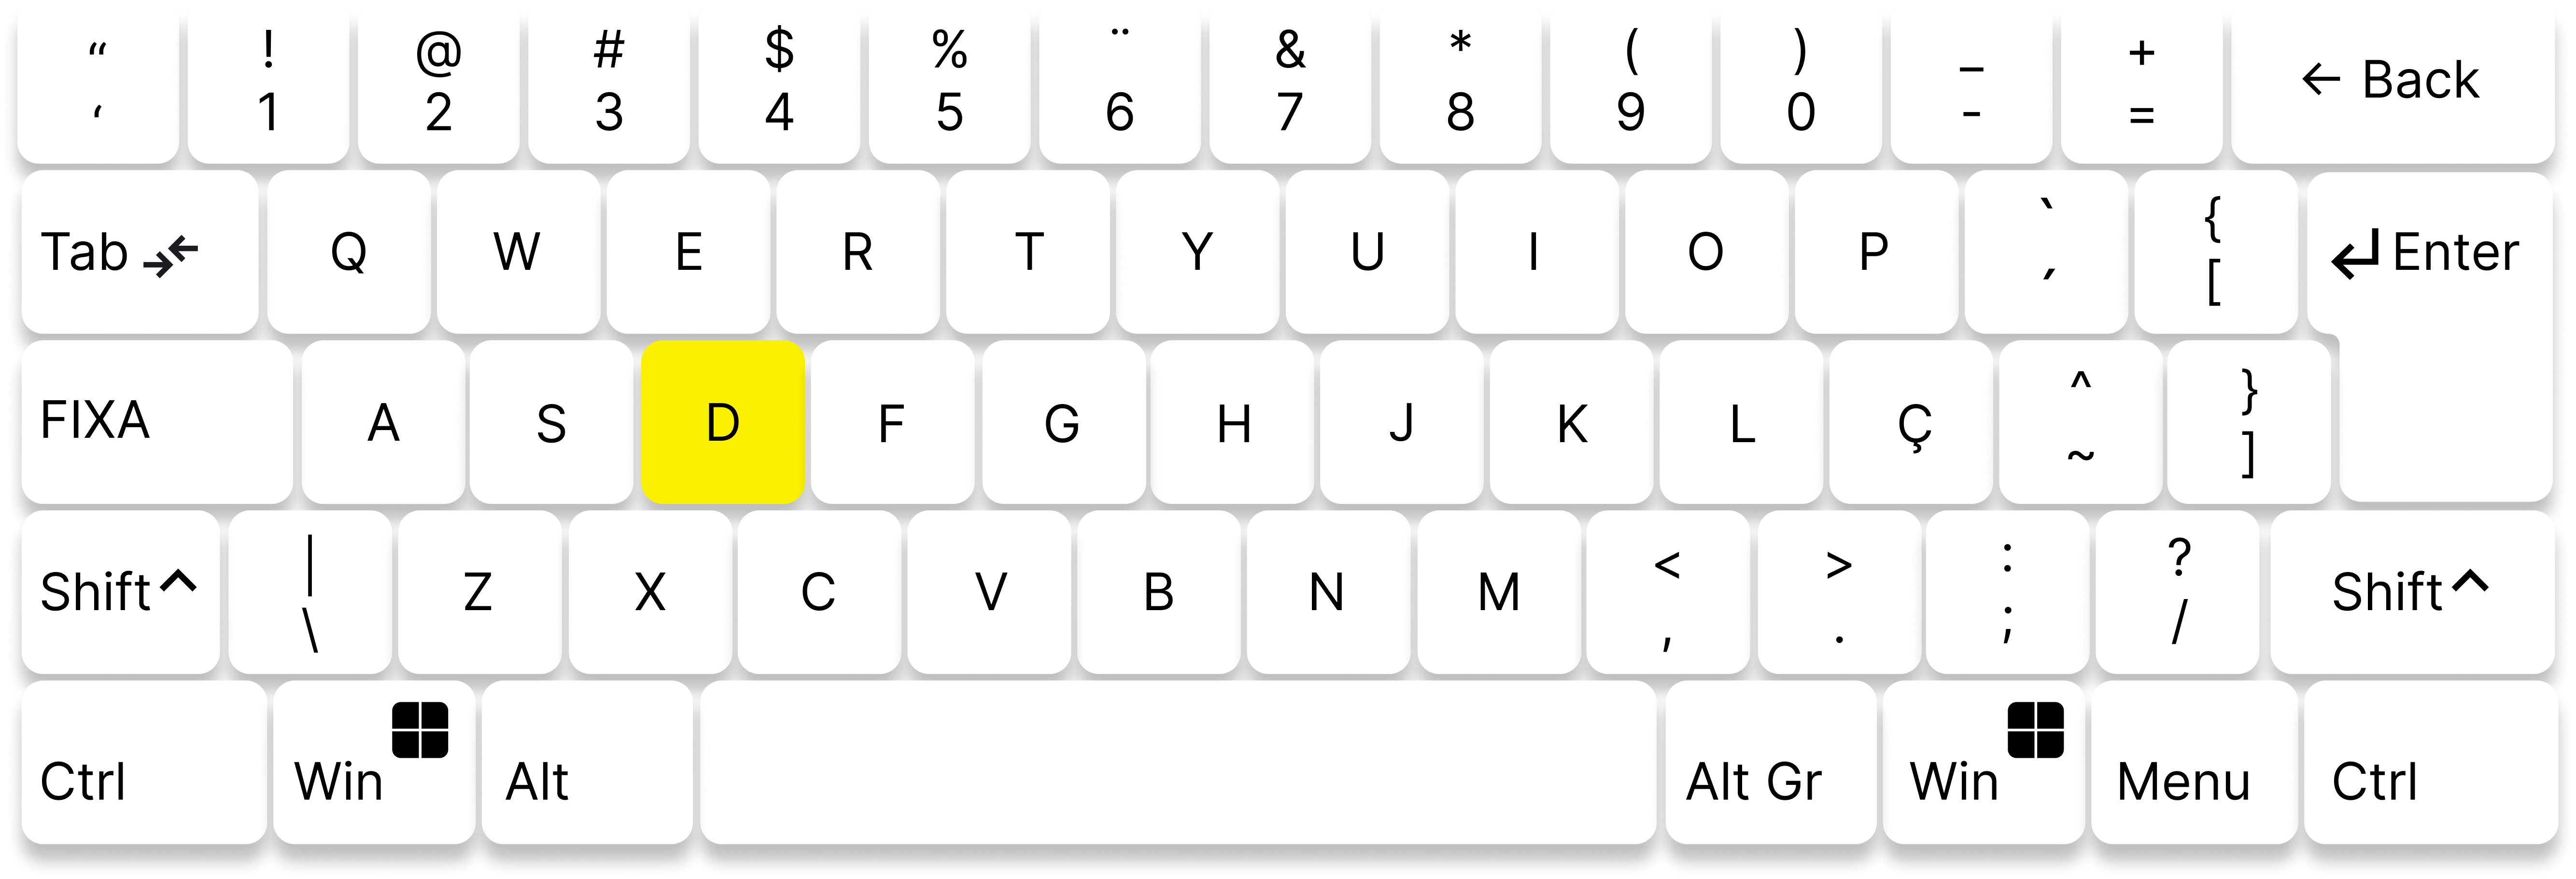 “ ! @ # $ % ¨ & * ( ) _ + ← Back
‘ 1 2 3 4 5 6 7 8 9 0 - =
Tab Q W E R T Y U I O P ` ´ { [ Enter
FIXA A S D F G H J K L Ç ^ ~ } ]
Shift | \ Z X C V B N M < , > . : ; ? / Shift
Ctrl Win Alt Alt Gr Win Menu Ctrl